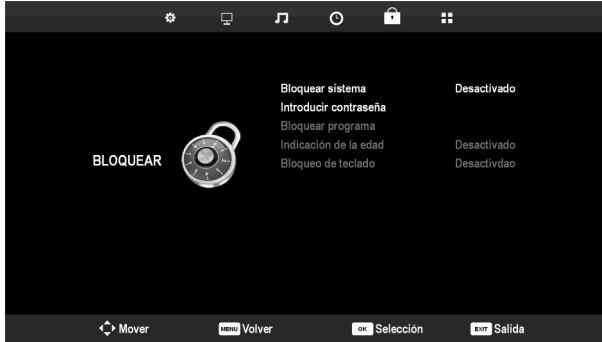 Bloquear sistema Desactivado
Introducir contraseña
Bloquear programa
Indicación de la edad Desactivado
BLOQUEAR
Bloqueo de teclado Desactivdao
Mover MENU Volver OK Selección EXIT Salida